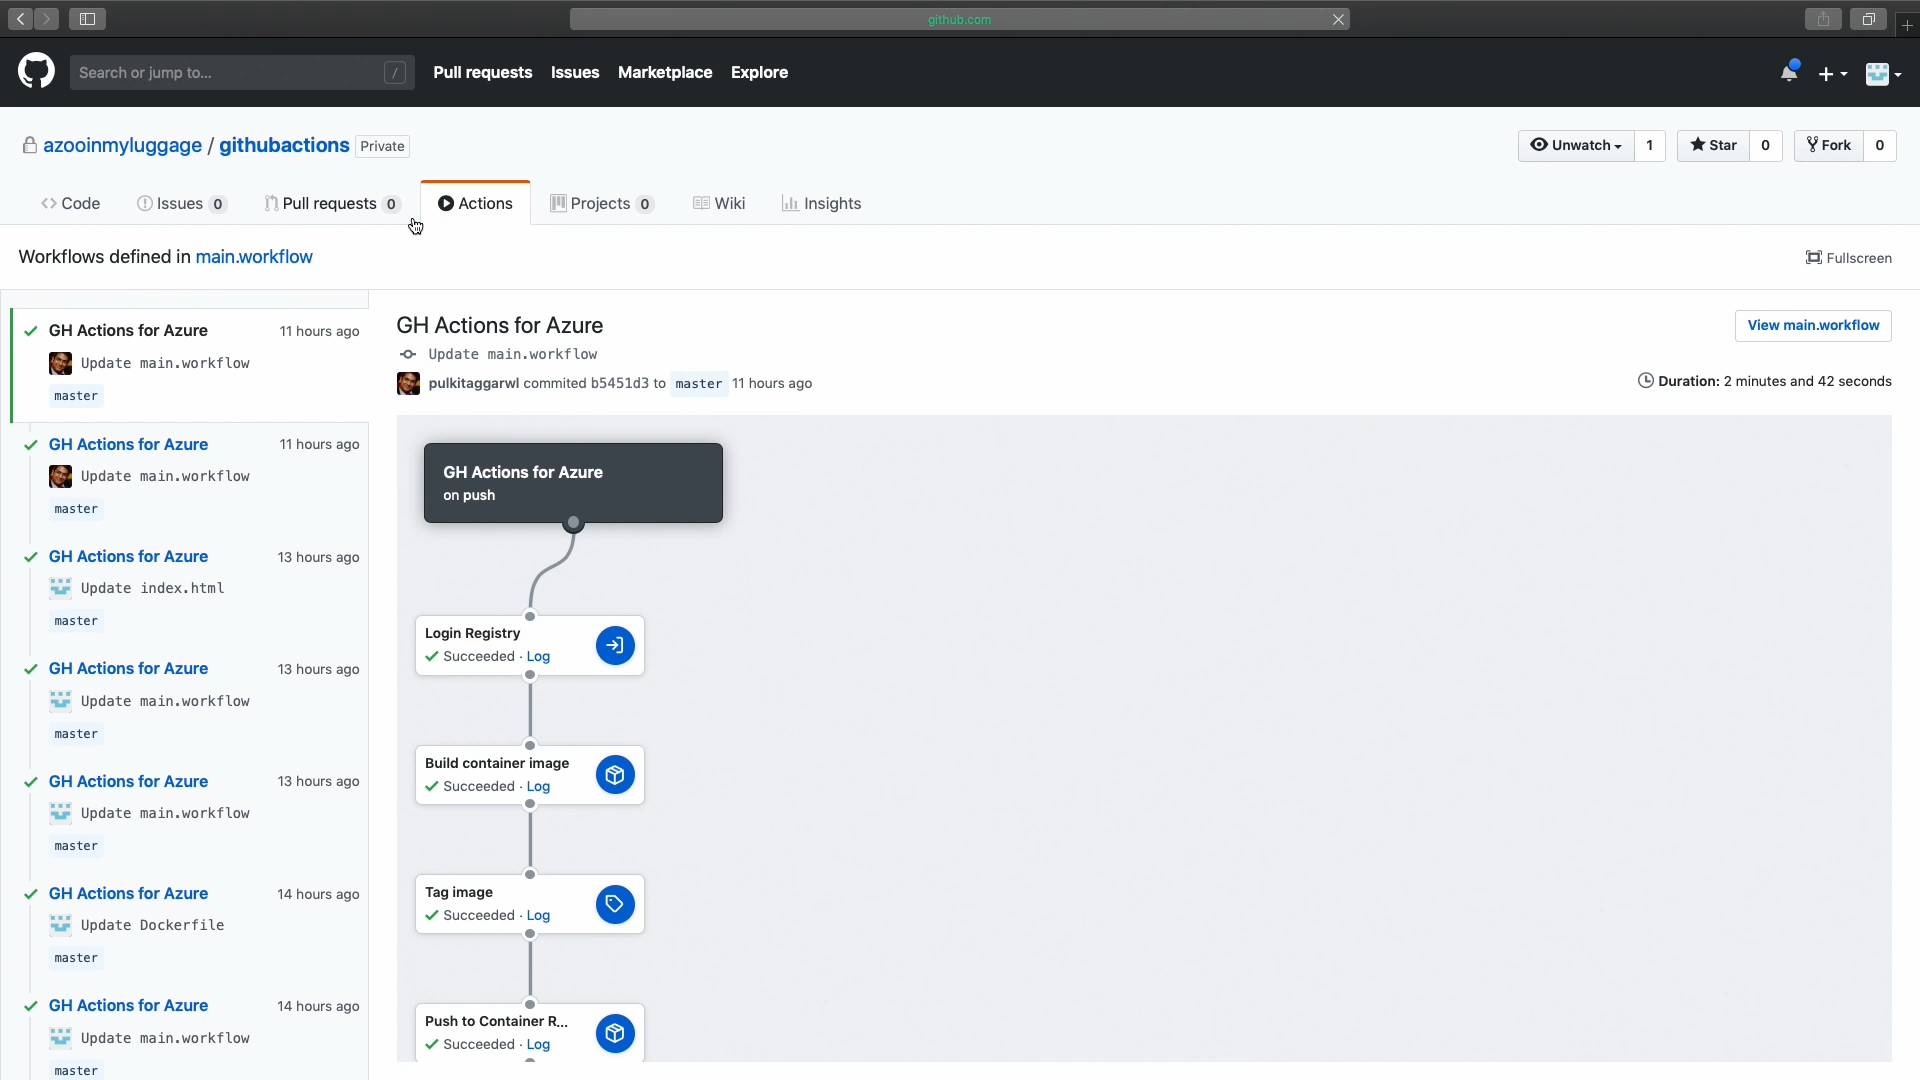 github.com
Search or jump to... /
Pull requests Issues Marketplace Explore
azooinmyluggage / githubactions Private
Unwatch 1 Star 0 Fork 0
Code Issues 0 Pull requests 0 Actions Projects 0 Wiki Insights
Workflows defined in main.workflow
Fullscreen
GH Actions for Azure 11 hours ago
Update main.workflow
master
GH Actions for Azure 11 hours ago
Update main.workflow
master
GH Actions for Azure 13 hours ago
Update index.html
master
GH Actions for Azure 13 hours ago
Update main.workflow
master
GH Actions for Azure 13 hours ago
Update main.workflow
master
GH Actions for Azure 14 hours ago
Update Dockerfile
master
GH Actions for Azure 14 hours ago
Update main.workflow
master
GH Actions for Azure
View main.workflow
Update main.workflow
pulkitaggarwl commited b5451d3 to master 11 hours ago
Duration: 2 minutes and 42 seconds
GH Actions for Azure
on push
Login Registry
Succeeded · Log
Build container image
Succeeded · Log
Tag image
Succeeded · Log
Push to Container R...
Succeeded · Log